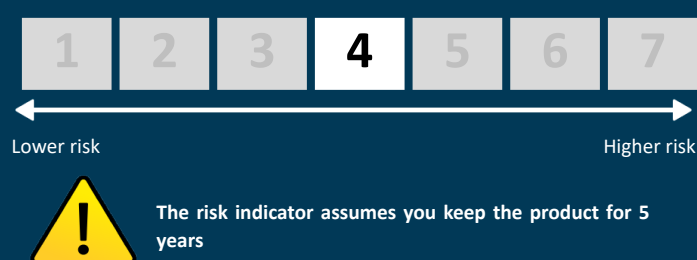 1 2 3 4 5 6 7
Lower risk Higher risk
!
The risk indicator assumes you keep the product for 5
years